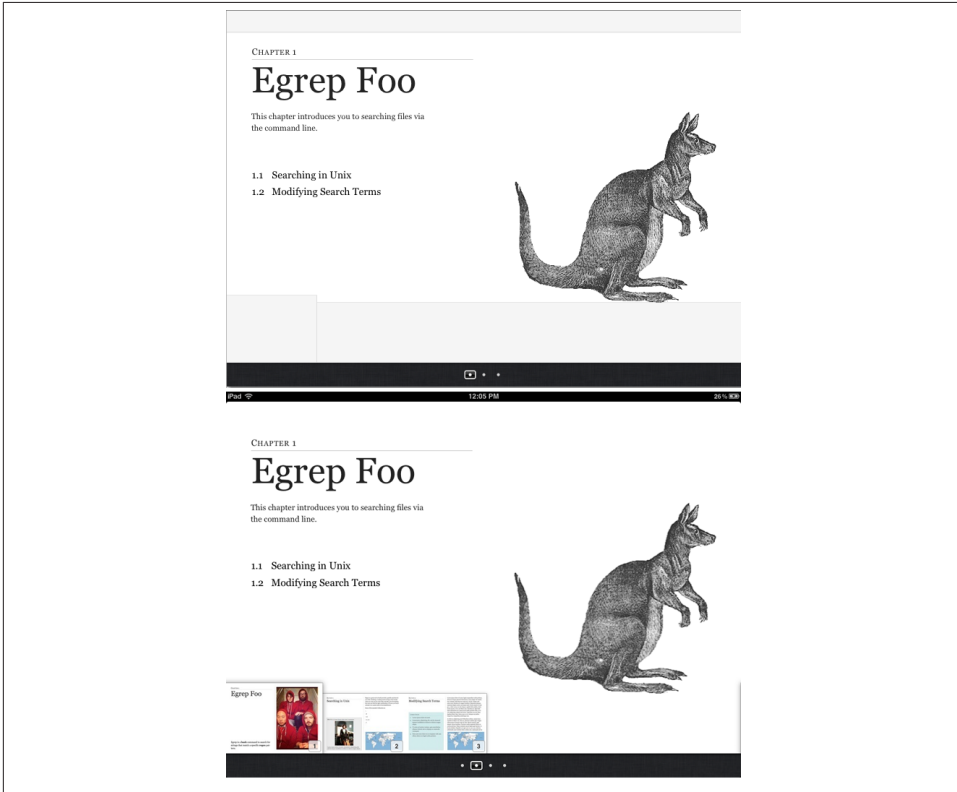 CHAPTER 1
Egrep Foo
This chapter introduces you to searching files via
the command line.
1.1 Searching in Unix
1.2 Modifying Search Terms
iPad 12:05 PM 26%
CHAPTER 1
Egrep Foo
This chapter introduces you to searching files via
the command line.
1.1 Searching in Unix
1.2 Modifying Search Terms
Egrep Foo
Searching in Unix
Modifying Search Terms
1
2
3